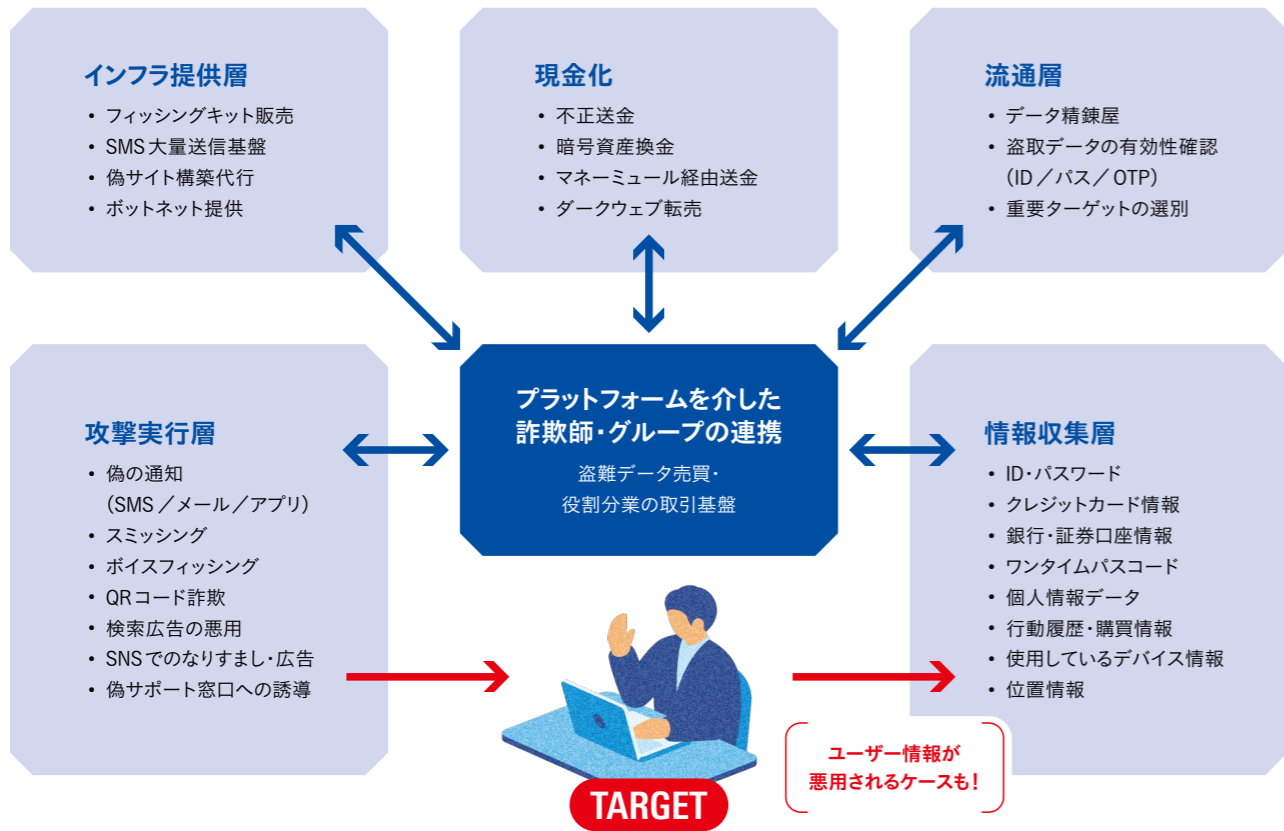 インフラ提供層
• フィッシングキット販売
• SMS大量送信基盤
• 偽サイト構築代行
• ボットネット提供
現金化
• 不正送金
• 暗号資産換金
• マネーミュール経由送金
• ダークウェブ転売
流通層
• データ精錬屋
• 盗取データの有効性確認
（ID／パス／OTP）
• 重要ターゲットの選別
攻撃実行層
• 偽の通知
（SMS／メール／アプリ）
• スミッシング
• ボイスフィッシング
• QRコード詐欺
• 検索広告の悪用
• SNSでのなりすまし・広告
• 偽サポート窓口への誘導
プラットフォームを介した
詐欺師・グループの連携
盗難データ売買・
役割分業の取引基盤
情報収集層
• ID・パスワード
• クレジットカード情報
• 銀行・証券口座情報
• ワンタイムパスコード
• 個人情報データ
• 行動履歴・購買情報
• 使用しているデバイス情報
• 位置情報
ユーザー情報が
悪用されるケースも！
TARGET